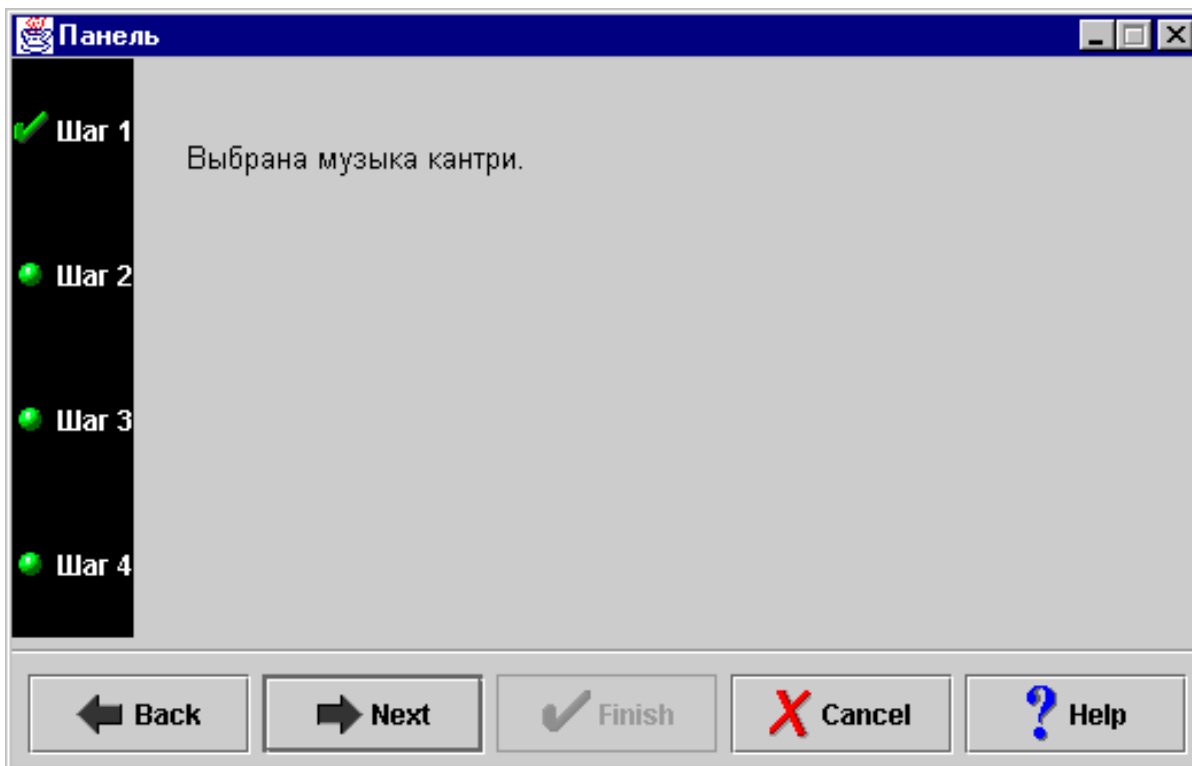 Панель
Шаг 1
Выбрана музыка кантри.
Шаг 2
Шаг 3
Шаг 4
Back
Next
Finish
Cancel
Help